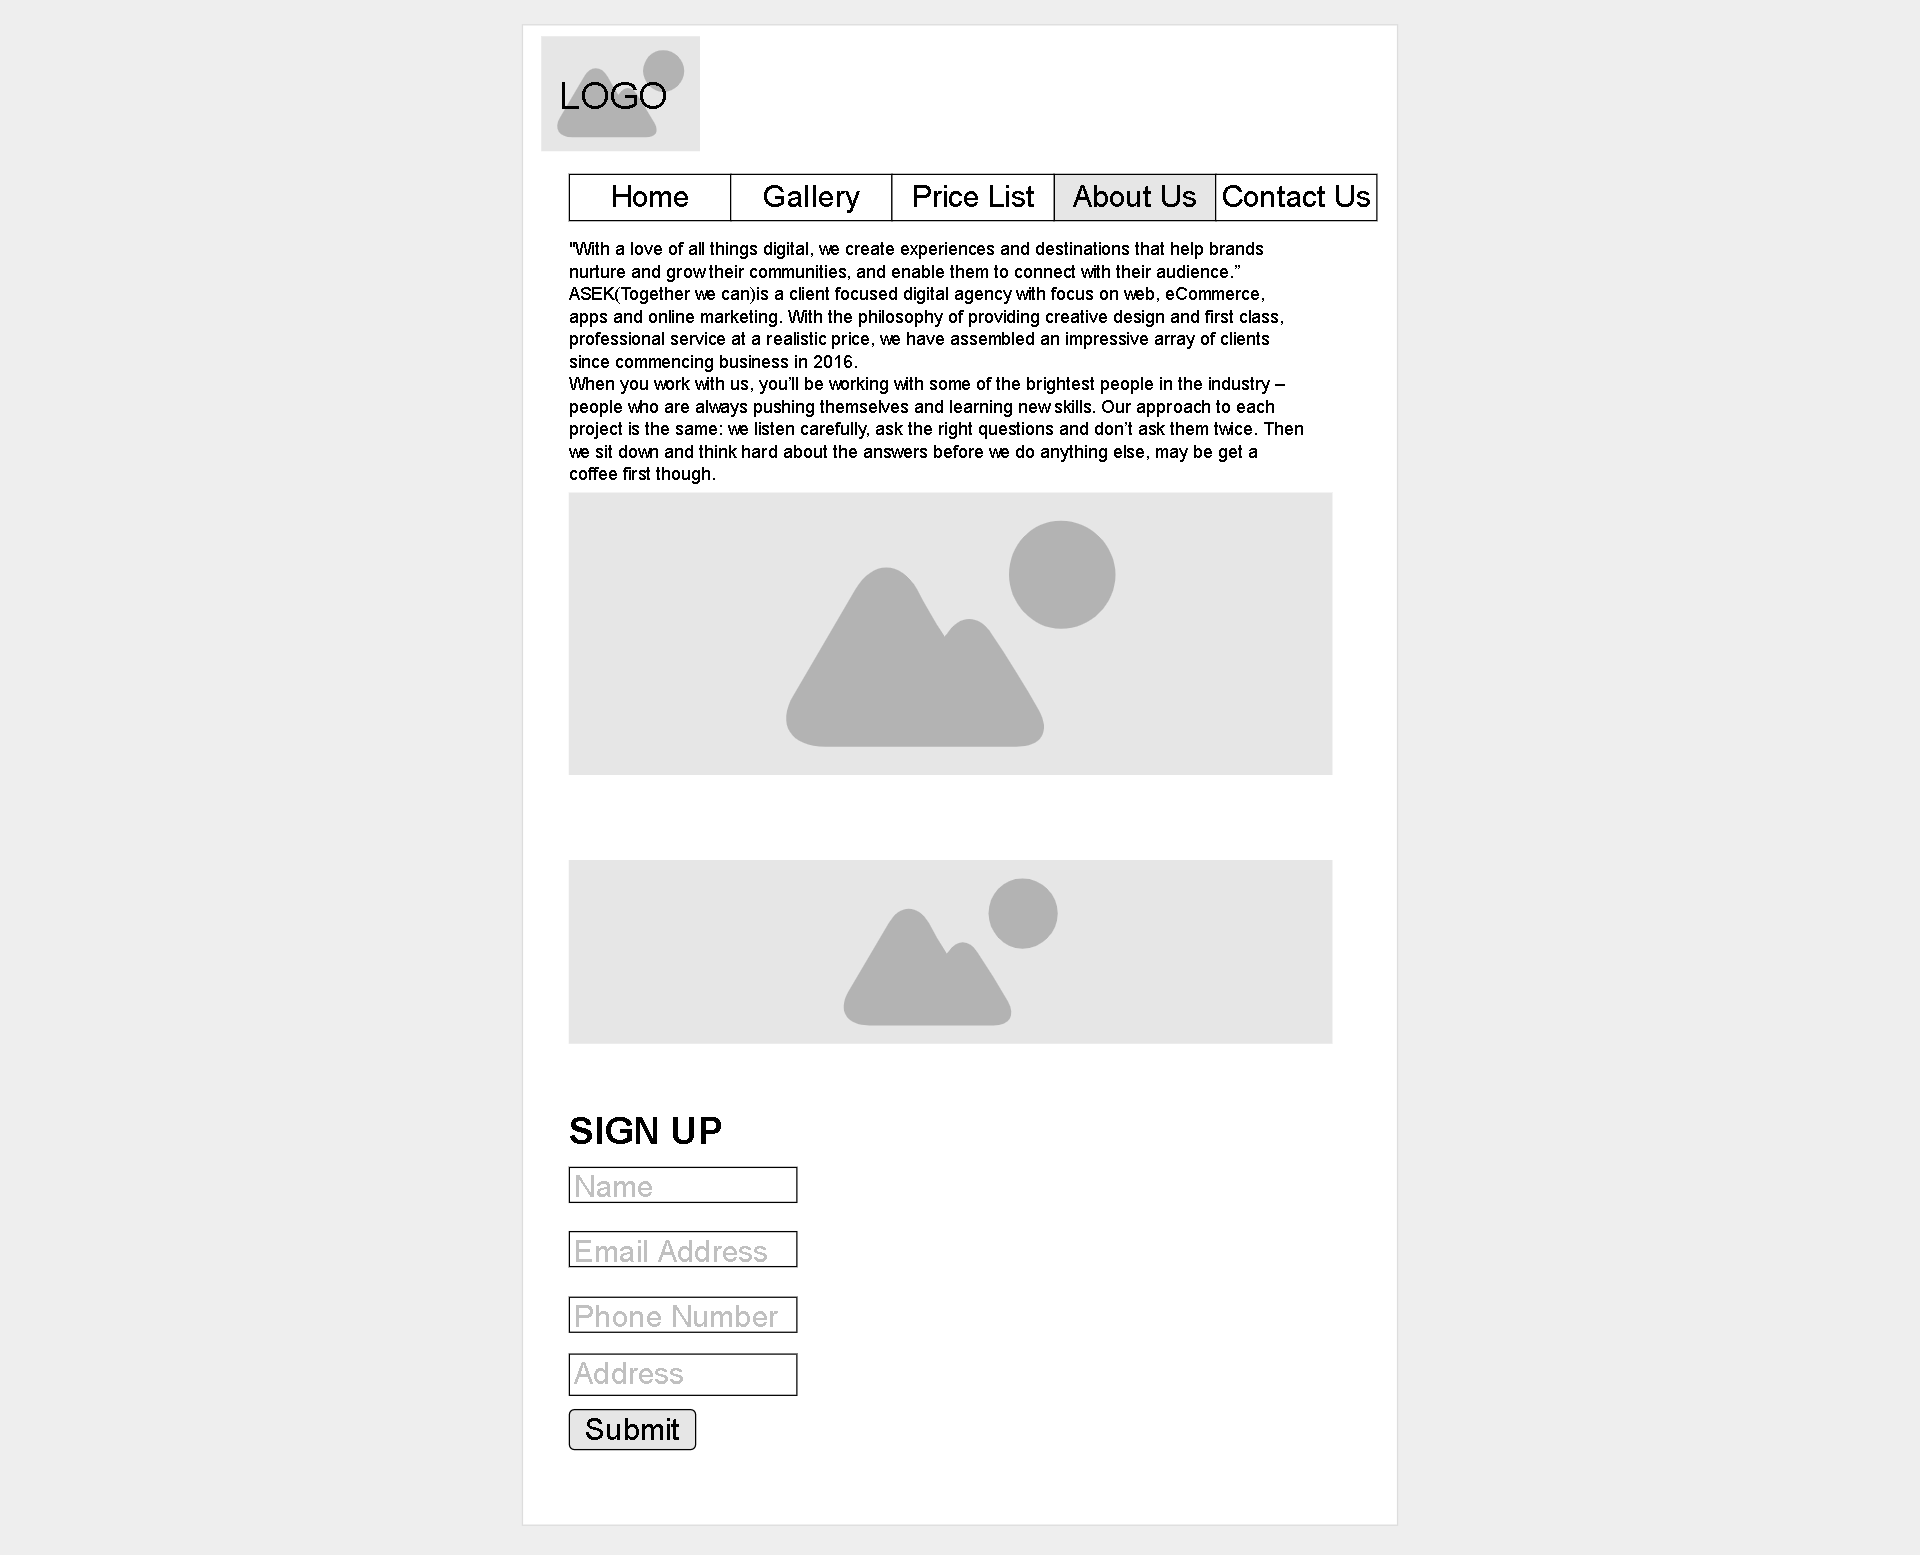 LOGO
Home Gallery Price List About Us Contact Us
"With a love of all things digital, we create experiences and destinations that help brands
nurture and grow their communities, and enable them to connect with their audience.”
ASEK(Together we can)is a client focused digital agency with focus on web, eCommerce,
apps and online marketing. With the philosophy of providing creative design and first class,
professional service at a realistic price, we have assembled an impressive array of clients
since commencing business in 2016.
When you work with us, you’ll be working with some of the brightest people in the industry –
people who are always pushing themselves and learning new skills. Our approach to each
project is the same: we listen carefully, ask the right questions and don’t ask them twice. Then
we sit down and think hard about the answers before we do anything else, may be get a
coffee first though.
SIGN UP
Name
Email Address
Phone Number
Address
Submit